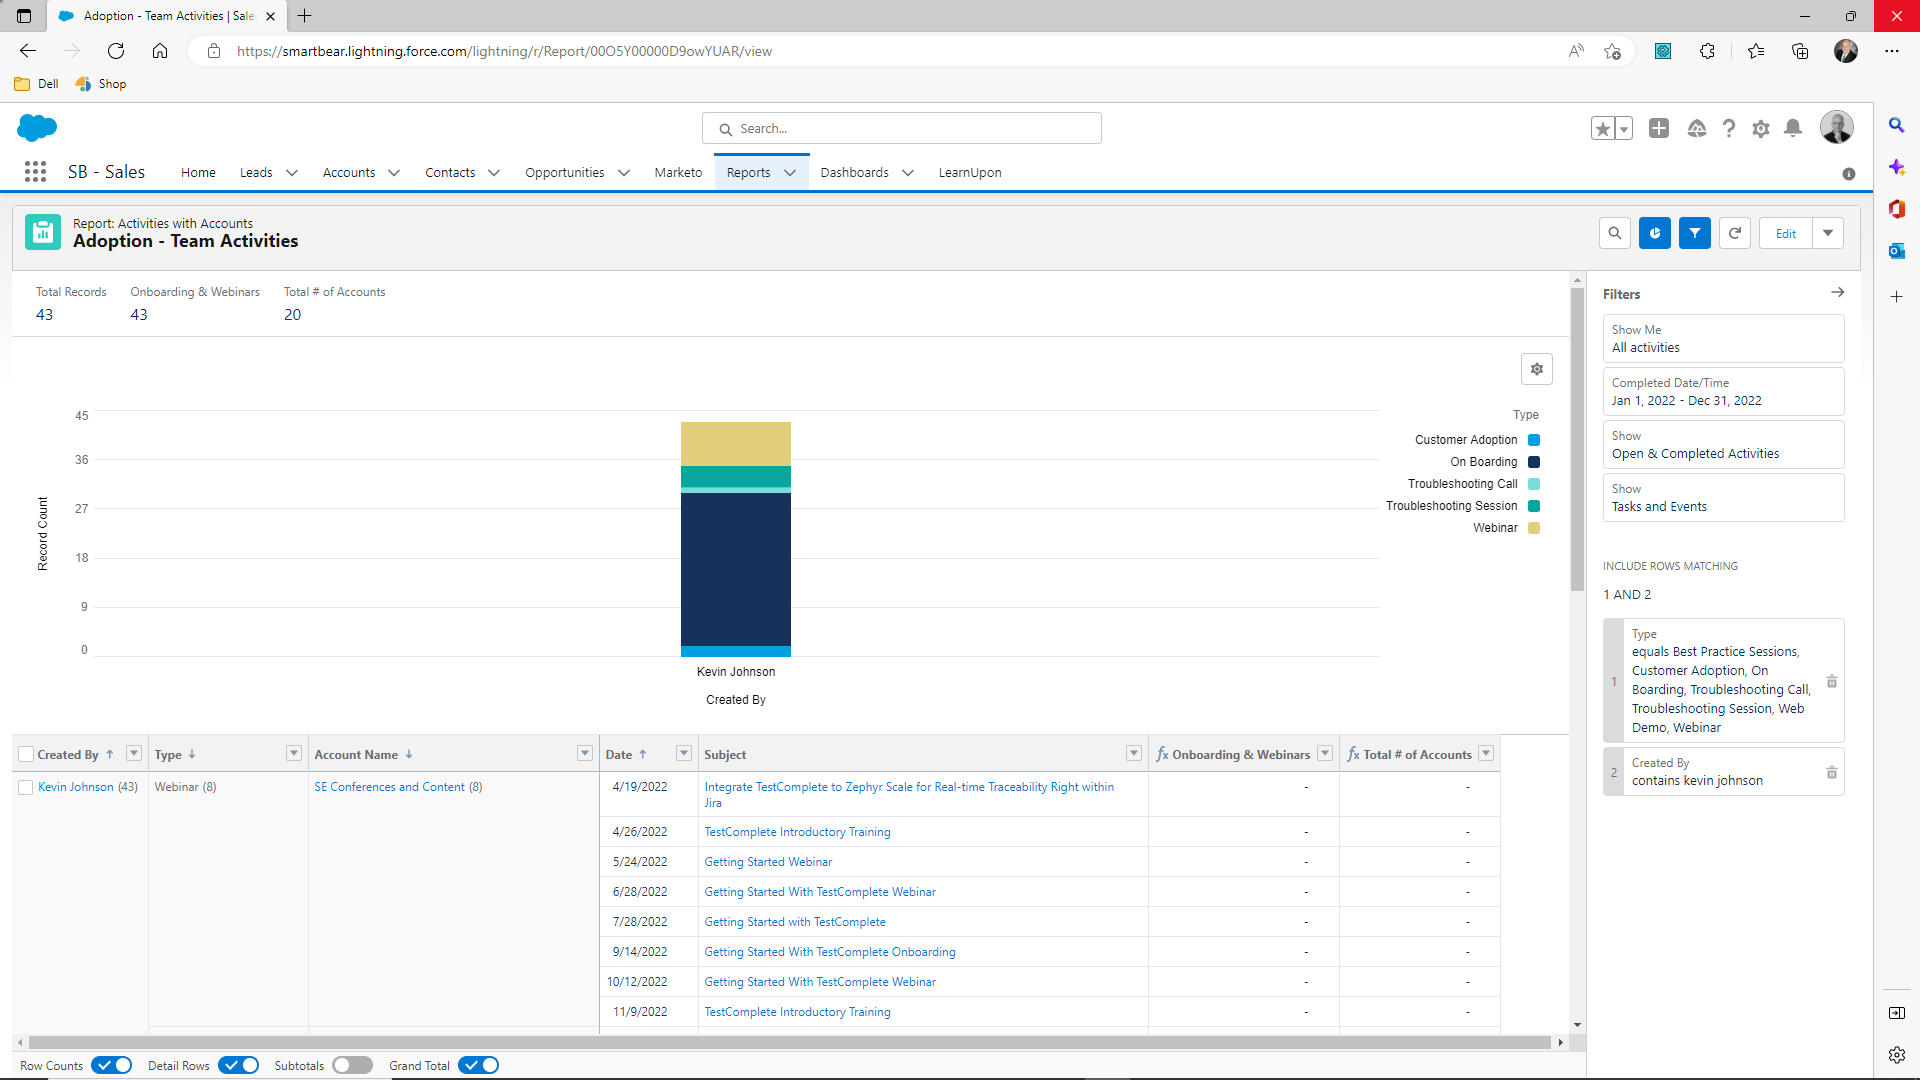 Adoption - Team Activities | Sale
https://smartbear.lightning.force.com/lightning/r/Report/00O5Y00000D9owYUAR/view
Dell Shop
Search...
SB - Sales Home Leads Accounts Contacts Opportunities Marketo Reports Dashboards LearnUpon
Report: Activities with Accounts
Adoption - Team Activities
Edit
Total Records Onboarding & Webinars Total # of Accounts
43 43 20
45
36
27
18
9
0
Record Count
Kevin Johnson
Created By
Type
Customer Adoption
On Boarding
Troubleshooting Call
Troubleshooting Session
Webinar
Filters
Show Me
All activities
Completed Date/Time
Jan 1, 2022 - Dec 31, 2022
Show
Open & Completed Activities
Show
Tasks and Events
INCLUDE ROWS MATCHING
1 AND 2
1
Type
equals Best Practice Sessions,
Customer Adoption, On
Boarding, Troubleshooting Call,
Troubleshooting Session, Web
Demo, Webinar
2
Created By
contains kevin johnson
Created By Type Account Name Date Subject fx Onboarding & Webinars fx Total # of Accounts
Kevin Johnson (43) Webinar (8) SE Conferences and Content (8) 4/19/2022 Integrate TestComplete to Zephyr Scale for Real-time Traceability Right within - -
Jira
4/26/2022 TestComplete Introductory Training - -
5/24/2022 Getting Started Webinar - -
6/28/2022 Getting Started With TestComplete Webinar - -
7/28/2022 Getting Started with TestComplete - -
9/14/2022 Getting Started With TestComplete Onboarding - -
10/12/2022 Getting Started With TestComplete Webinar - -
11/9/2022 TestComplete Introductory Training - -
Row Counts Detail Rows Subtotals Grand Total